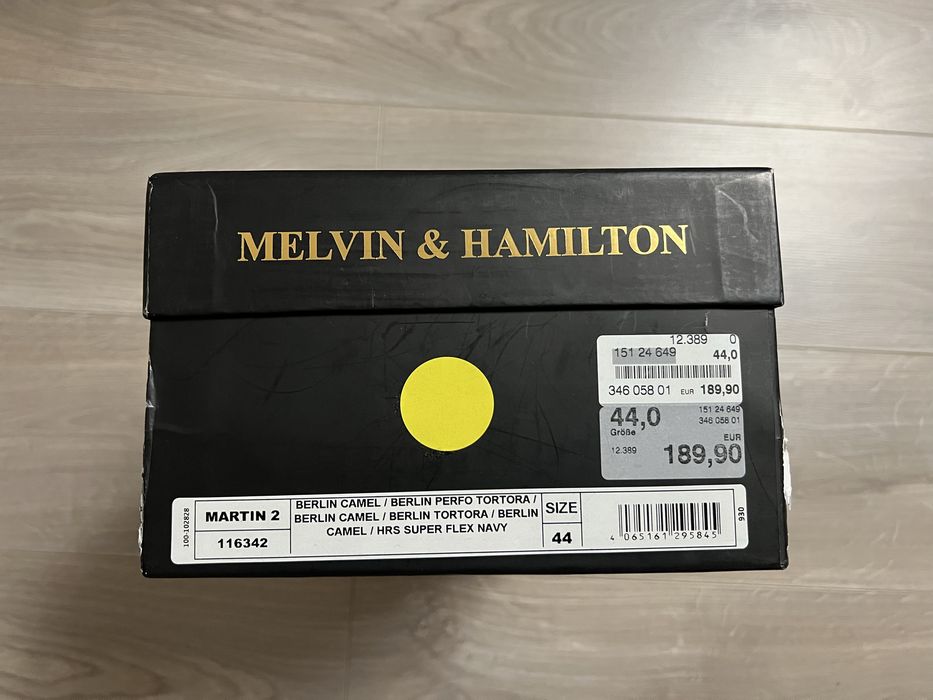 MELVIN & HAMILTON
12.389 0
151 24 649 44,0
346 058 01 EUR 189,90
44,0 151 24 649
Größe 346 058 01
EUR
12.389 189,90
100-102828
MARTIN 2
116342
BERLIN CAMEL / BERLIN PERFO TORTORA /
BERLIN CAMEL / BERLIN TORTORA / BERLIN
CAMEL / HRS SUPER FLEX NAVY
SIZE
44
4 065161 295845
930